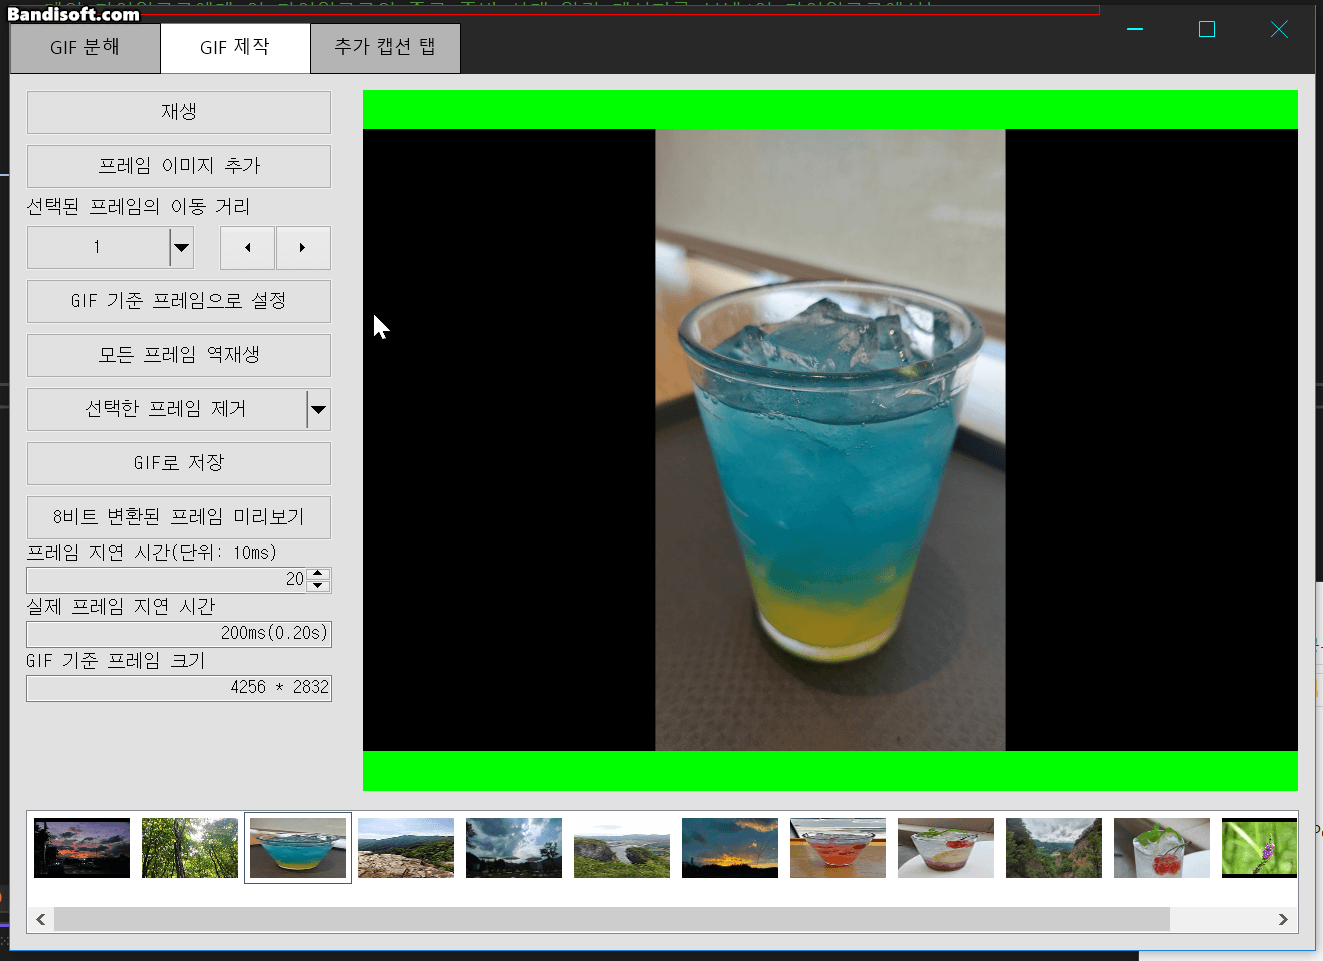 Bandisoft.com
GIF 분해
GIF 제작
추가 캡션 탭
재생
프레임 이미지 추가
선택된 프레임의 이동 거리
1
GIF 기준 프레임으로 설정
모든 프레임 역재생
선택한 프레임 제거
GIF로 저장
8비트 변환된 프레임 미리보기
프레임 지연 시간(단위: 10ms)
20
실제 프레임 지연 시간
200ms(0.20s)
GIF 기준 프레임 크기
4256 * 2832